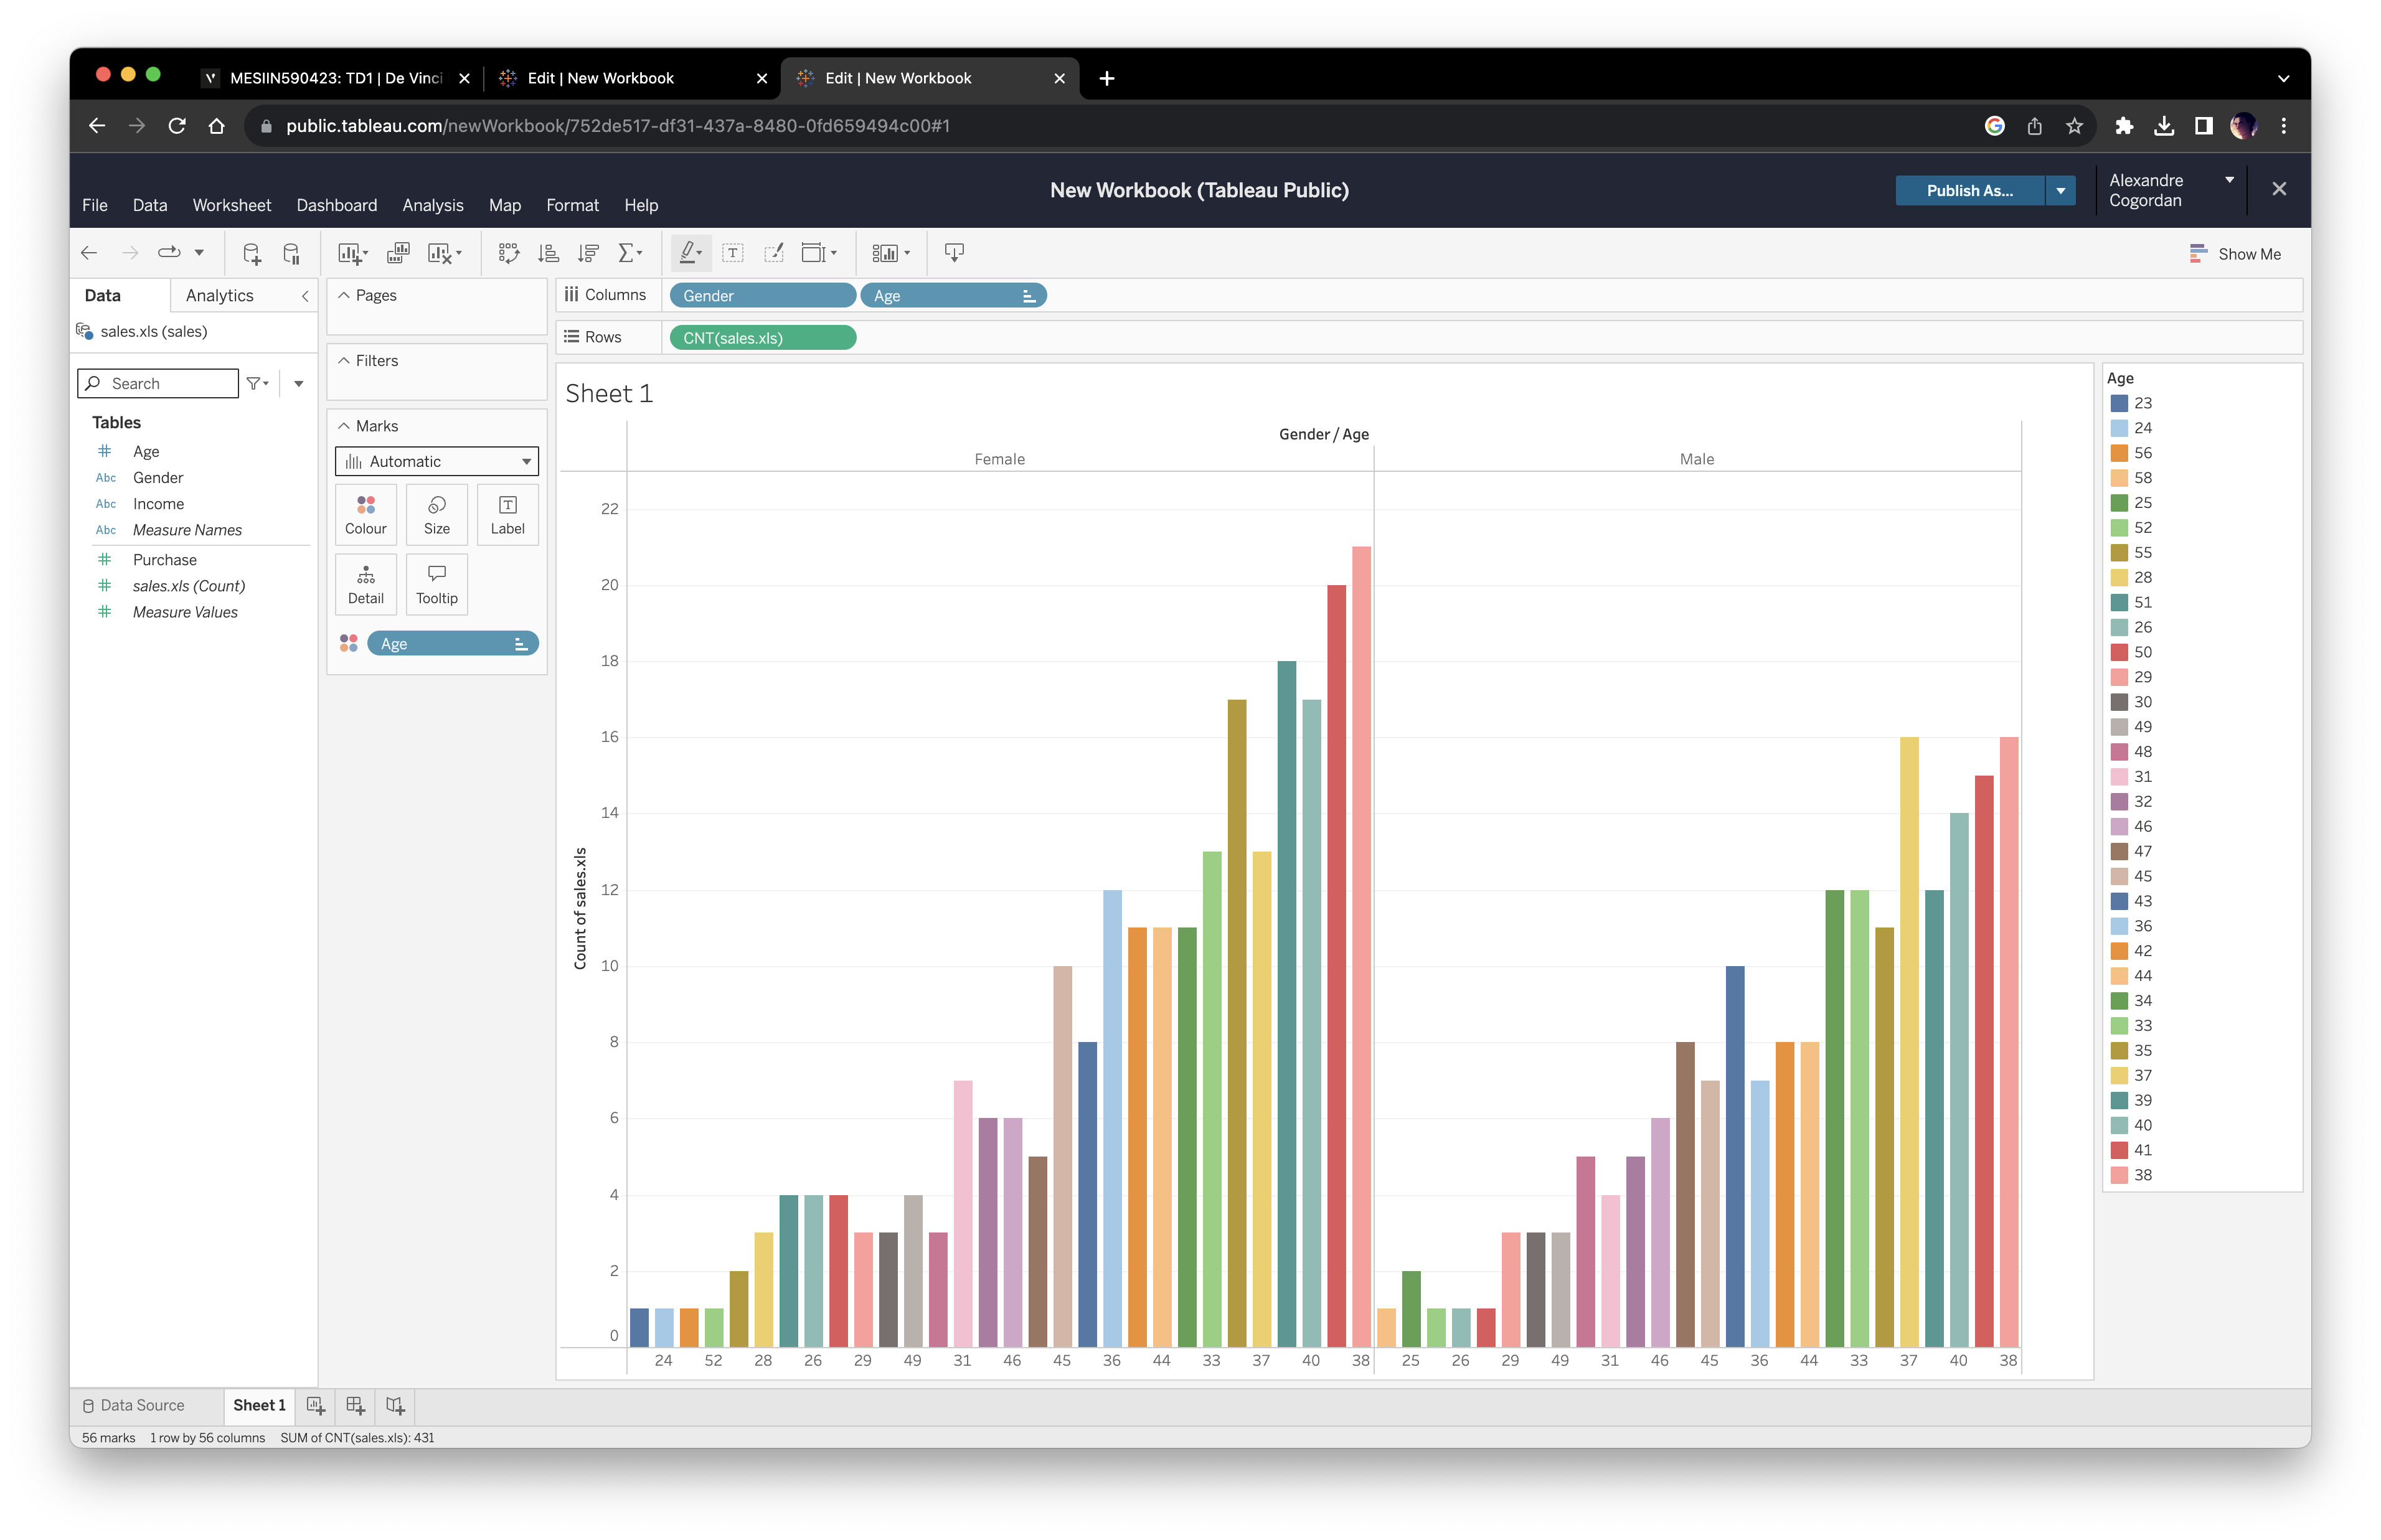 MESIIN590423: TD1 | De Vinci
Edit | New Workbook
Edit | New Workbook
public.tableau.com/newWorkbook/752de517-df31-437a-8480-0fd659494c00#1
New Workbook (Tableau Public)
Publish As...
Alexandre
Cogordan
File Data Worksheet Dashboard Analysis Map Format Help
Show Me
Data
Analytics
sales.xls (sales)
Search
Tables
Age
Abc Gender
Abc Income
Abc Measure Names
Purchase
sales.xls (Count)
Measure Values
Pages
Filters
Marks
Automatic
Colour Size Label
Detail Tooltip
Age
Columns Gender Age
Rows CNT(sales.xls)
Sheet 1
Gender / Age
Female Male
Count of sales.xls
22
20
18
16
14
12
10
8
6
4
2
0
24 52 28 26 29 49 31 46 45 36 44 33 37 40 38 25 26 29 49 31 46 45 36 44 33 37 40 38
Age
23
24
56
58
25
52
55
28
51
26
50
29
30
49
48
31
32
46
47
45
43
36
42
44
34
33
35
37
39
40
41
38
Data Source
Sheet 1
56 marks 1 row by 56 columns SUM of CNT(sales.xls): 431